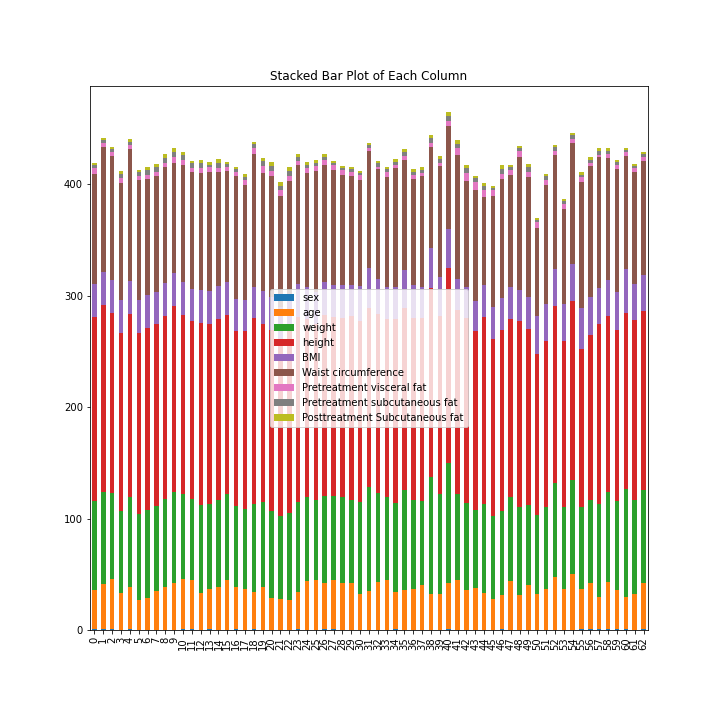 Stacked Bar Plot of Each Column
400
300
200
100
0
sex
age
weight
height
BMI
Waist circumference
Pretreatment visceral fat
Pretreatment subcutaneous fat
Posttreatment Subcutaneous fat
0 1 2 3 4 5 6 7 8 9 10 11 12 13 14 15 16 17 18 19 20 21 22 23 24 25 26 27 28 29 30 31 32 33 34 35 36 37 38 39 40 41 42 43 44 45 46 47 48 49 50 51 52 53 54 55 56 57 58 59 60 61 62